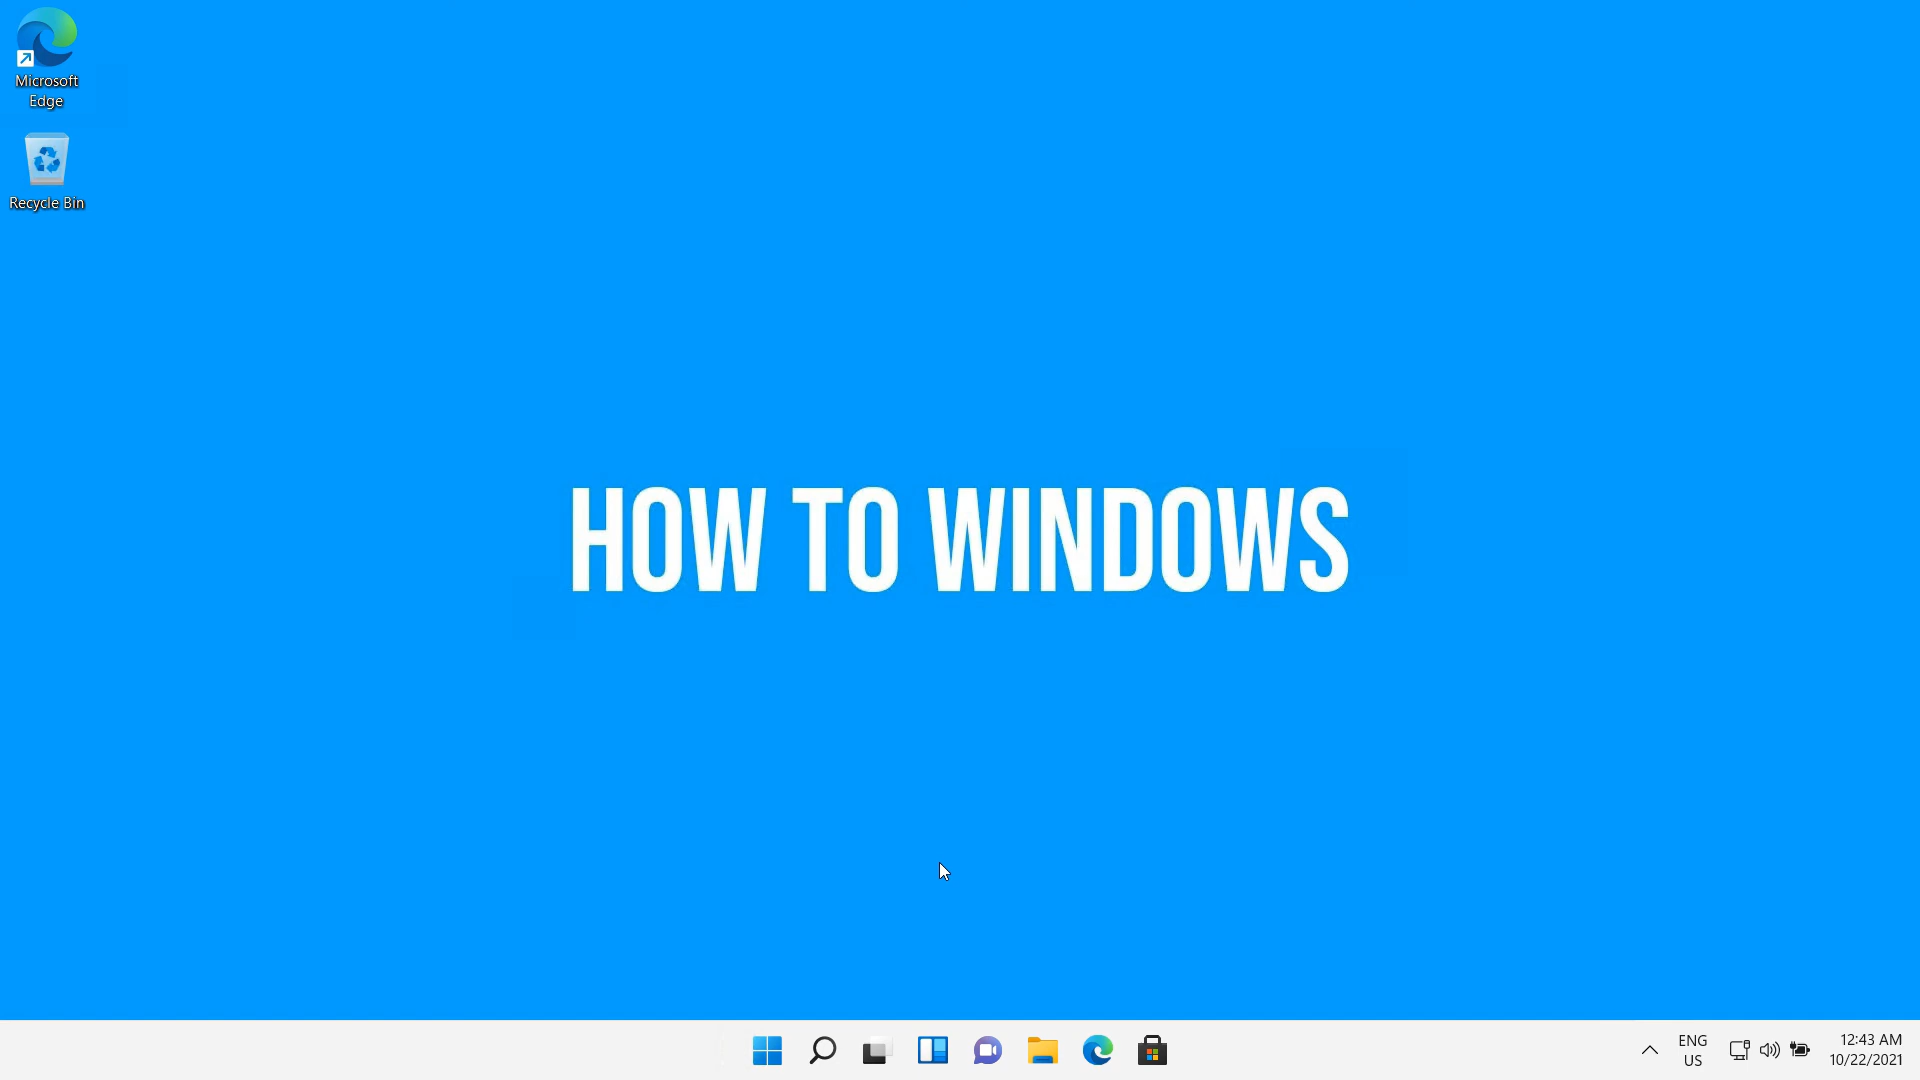 Microsoft
Edge
Recycle Bin
HOW TO WINDOWS
ENG
US
12:43 AM
10/22/2021